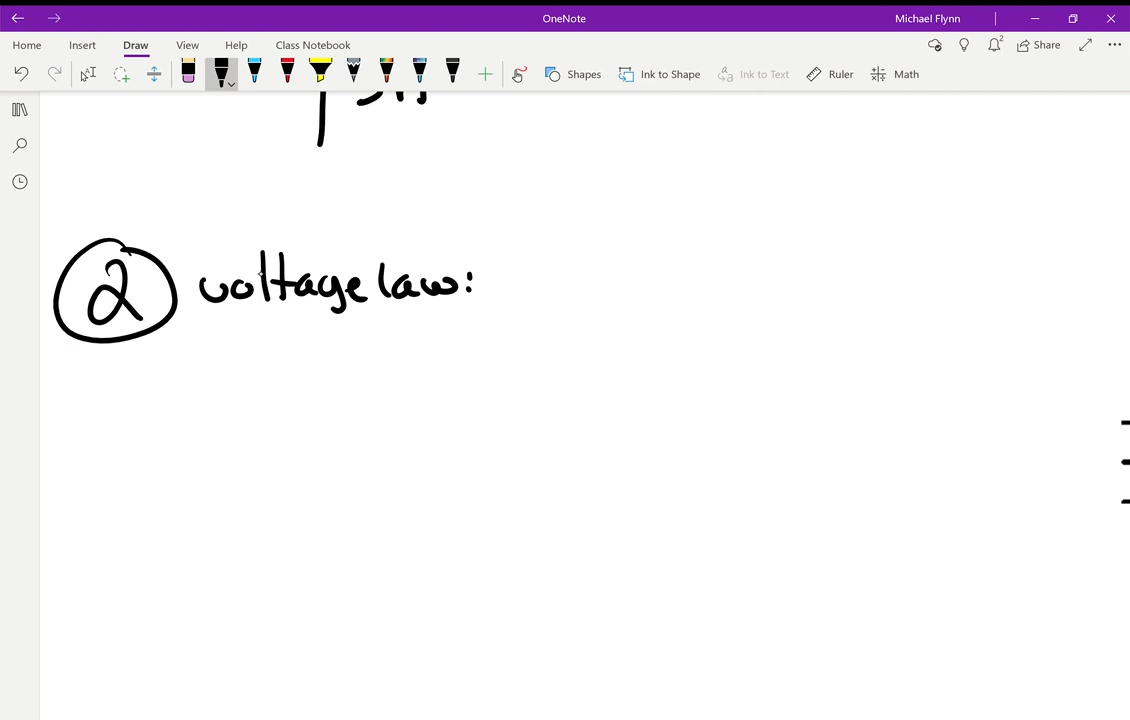 OneNote
Michael Flynn
Home Insert Draw View Help Class Notebook
2 Share
Shapes Ink to Shape Ink to Text Ruler Math
2 voltage law: